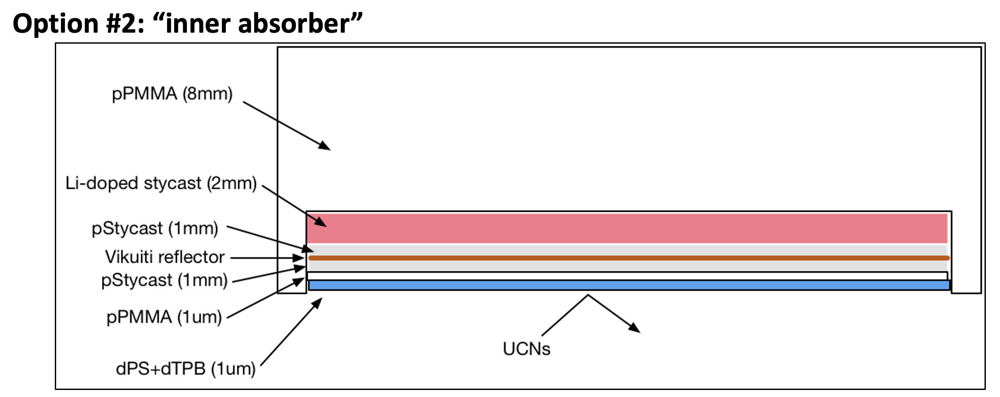 Option #2: “inner absorber”
pPMMA (8mm)
Li-doped stycast (2mm)
pStycast (1mm)
Vikuiti reflector
pStycast (1mm)
pPMMA (1um)
UCNs
dPS+dTPB (1um)